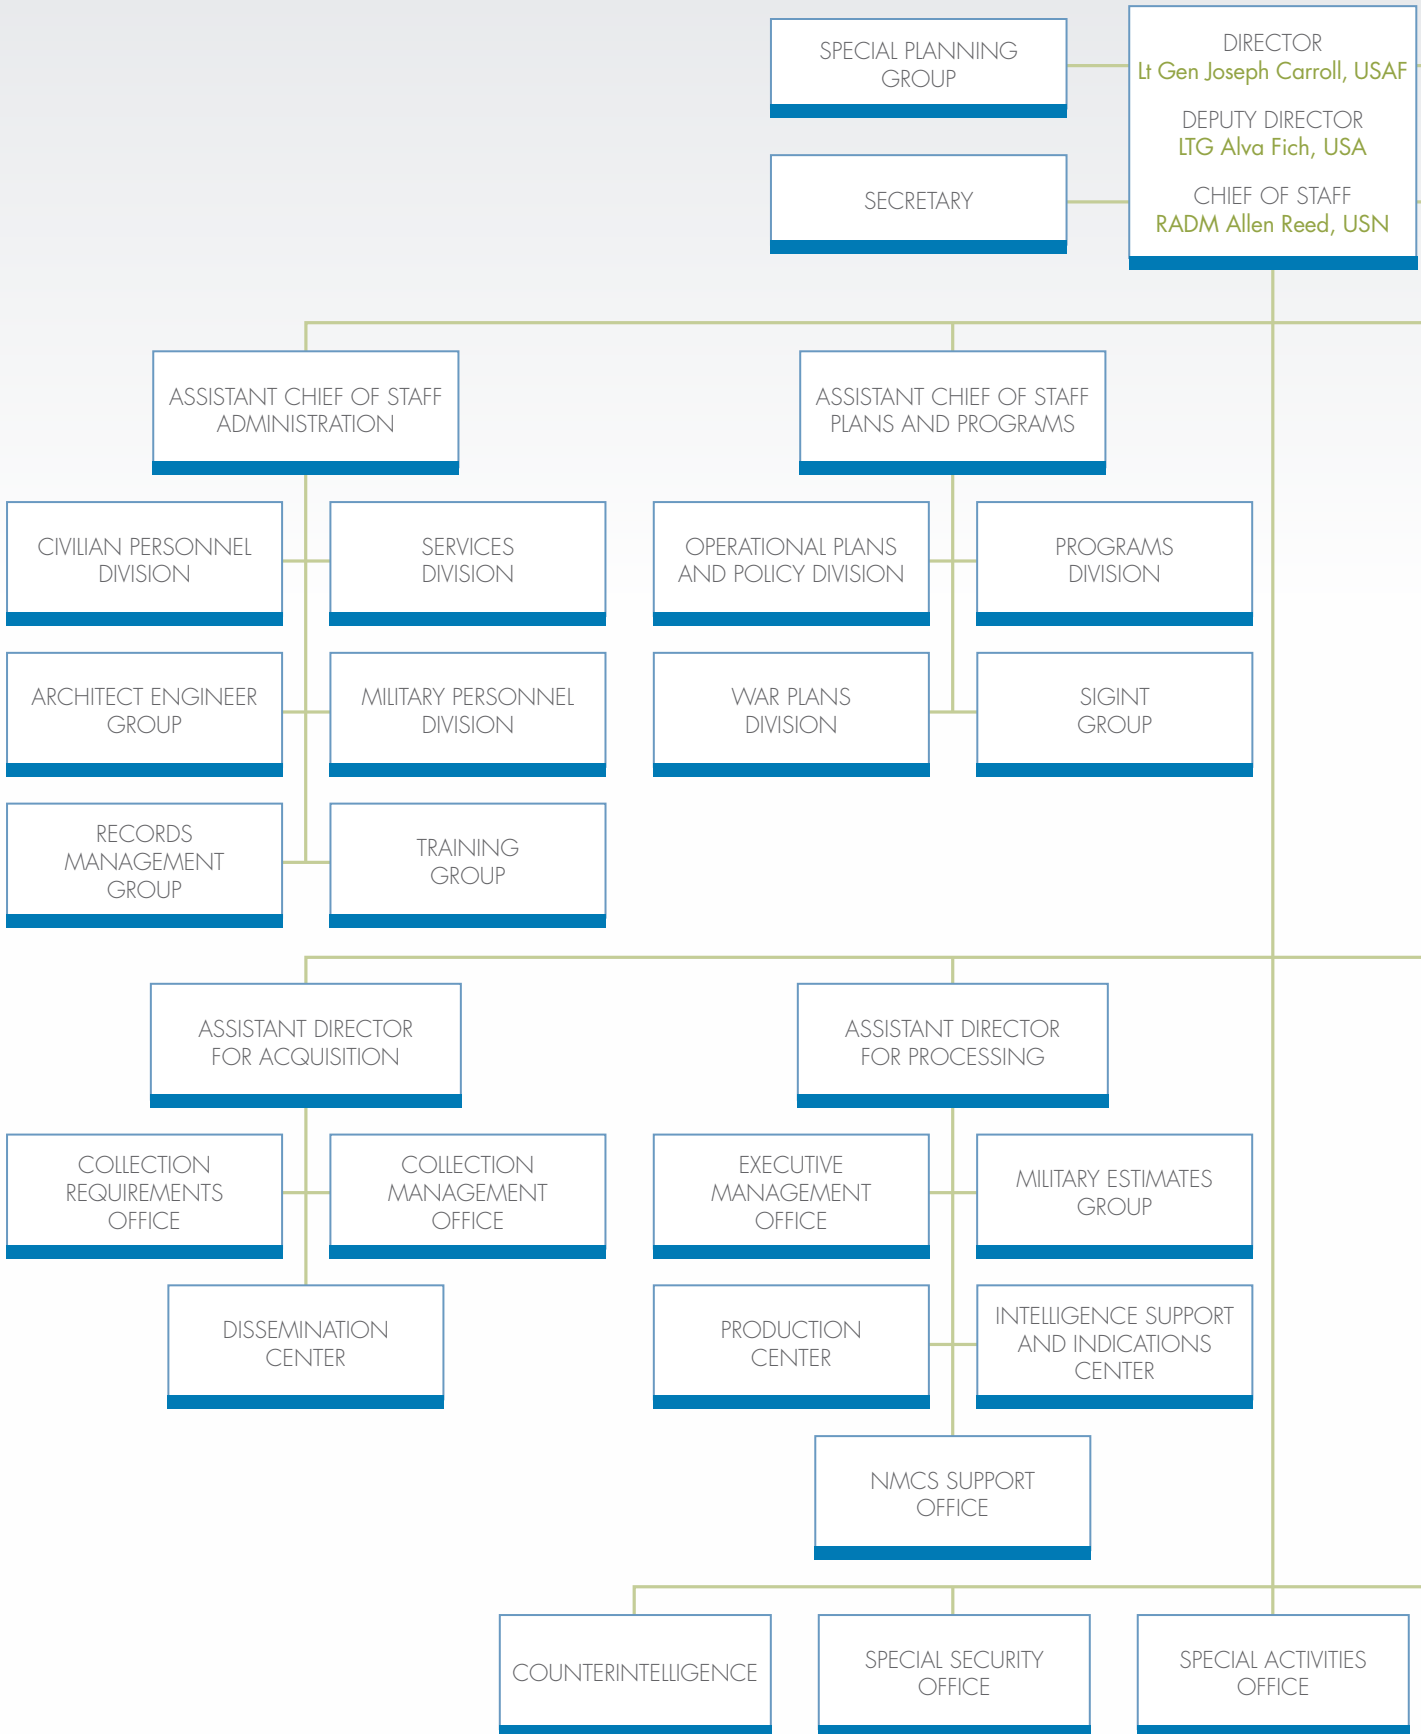 SPECIAL PLANNING
GROUP
DIRECTOR
Lt Gen Joseph Carroll, USAF
DEPUTY DIRECTOR
LTG Alva Fich, USA
CHIEF OF STAFF
RADM Allen Reed, USN
SECRETARY
ASSISTANT CHIEF OF STAFF
ADMINISTRATION
ASSISTANT CHIEF OF STAFF
PLANS AND PROGRAMS
CIVILIAN PERSONNEL
DIVISION
SERVICES
DIVISION
OPERATIONAL PLANS
AND POLICY DIVISION
PROGRAMS
DIVISION
ARCHITECT ENGINEER
GROUP
MILITARY PERSONNEL
DIVISION
WAR PLANS
DIVISION
SIGINT
GROUP
RECORDS
MANAGEMENT
GROUP
TRAINING
GROUP
ASSISTANT DIRECTOR
FOR ACQUISITION
ASSISTANT DIRECTOR
FOR PROCESSING
COLLECTION
REQUIREMENTS
OFFICE
COLLECTION
MANAGEMENT
OFFICE
EXECUTIVE
MANAGEMENT
OFFICE
MILITARY ESTIMATES
GROUP
DISSEMINATION
CENTER
PRODUCTION
CENTER
INTELLIGENCE SUPPORT
AND INDICATIONS
CENTER
NMCS SUPPORT
OFFICE
COUNTERINTELLIGENCE
SPECIAL SECURITY
OFFICE
SPECIAL ACTIVITIES
OFFICE